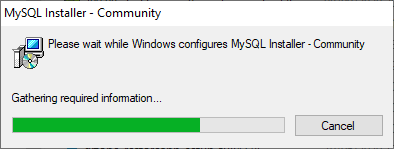 MySQL Installer - Community
Please wait while Windows configures MySQL Installer - Community
Gathering required information...
Cancel